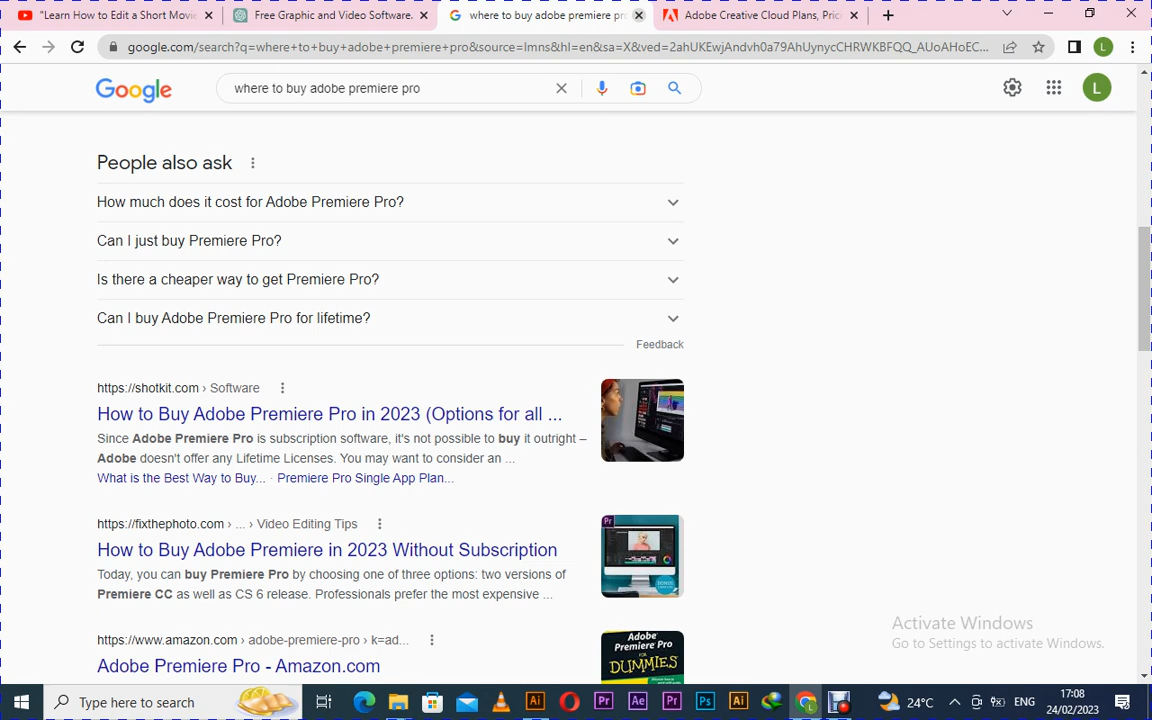 "Learn How to Edit a Short Movie
Free Graphic and Video Software.
where to buy adobe premiere pro
Adobe Creative Cloud Plans, Pric
google.com/search?q=where+to+buy+adobe+premiere+pro&source=lmns&hl=en&sa=X&ved=2ahUKEwjAndvh0a79AhUynycCHRWKBFQQ_AUoAHoEC...
L
Google
where to buy adobe premiere pro
L
People also ask
How much does it cost for Adobe Premiere Pro?
Can I just buy Premiere Pro?
Is there a cheaper way to get Premiere Pro?
Can I buy Adobe Premiere Pro for lifetime?
Feedback
https://shotkit.com › Software
How to Buy Adobe Premiere Pro in 2023 (Options for all ...
Since Adobe Premiere Pro is subscription software, it's not possible to buy it outright –
Adobe doesn't offer any Lifetime Licenses. You may want to consider an ...
What is the Best Way to Buy... · Premiere Pro Single App Plan...
https://fixthephoto.com › ... › Video Editing Tips
How to Buy Adobe Premiere in 2023 Without Subscription
Today, you can buy Premiere Pro by choosing one of three options: two versions of
Premiere CC as well as CS 6 release. Professionals prefer the most expensive ...
Pr
https://www.amazon.com › adobe-premiere-pro › k=ad...
Adobe Premiere Pro - Amazon.com
Adobe
Premiere Pro
DUMMIES
Activate Windows
Go to Settings to activate Windows.
Type here to search
Ai
Pr
Ae
Pr
Ps
Ai
24°C
ENG
17:08
24/02/2023